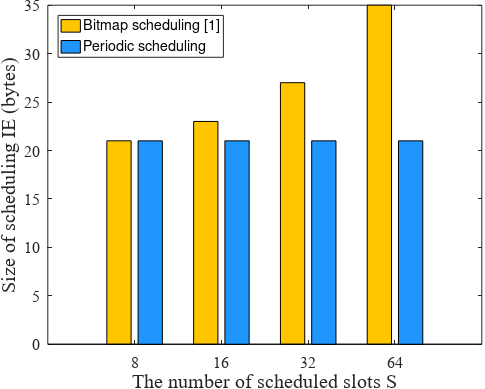 35
30
25
20
15
10
5
0
Size of scheduling IE (bytes)
Bitmap scheduling [1]
Periodic scheduling
8 16 32 64
The number of scheduled slots S